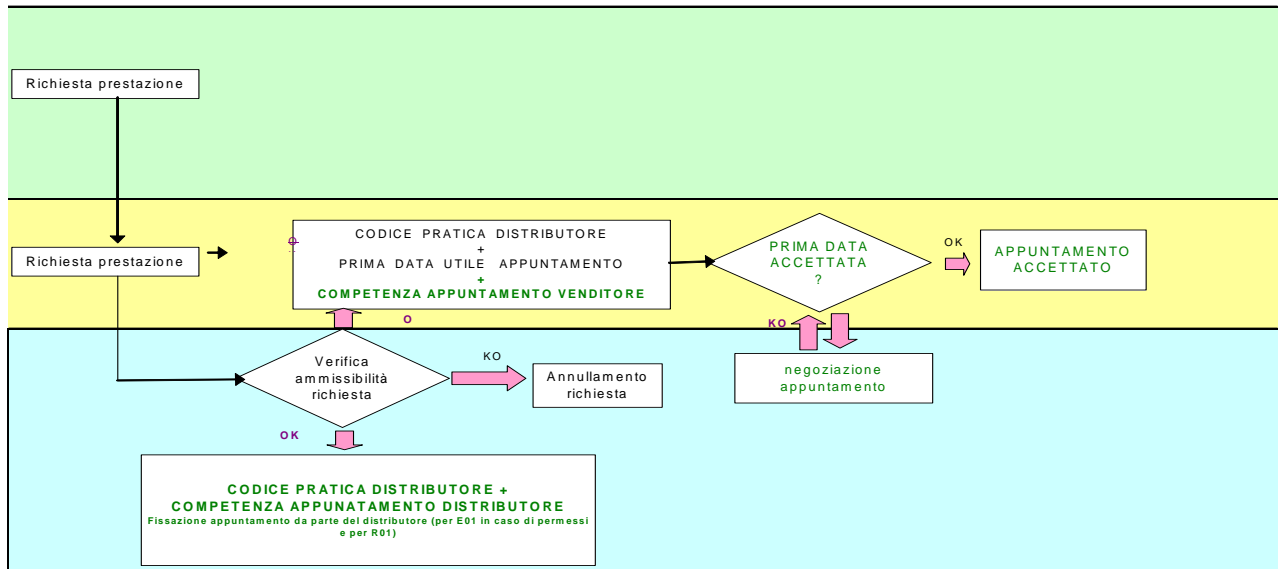 Richiesta prestazione
Richiesta prestazione
O
CODICE PRATICA DISTRIBUTORE
+
PRIMA DATA UTILE APPUNTAMENTO
+
COMPETENZA APPUNTAMENTO VENDITORE
PRIMA DATA
ACCETTATA
?
OK
APPUNTAMENTO
ACCETTATO
O
KO
Verifica
ammissibilità
richiesta
KO
Annullamento
richiesta
negoziazione
appuntamento
OK
CODICE PRATICA DISTRIBUTORE +
COMPETENZA APPUNATAMENTO DISTRIBUTORE
Fissazione appuntamento da parte del distributore (per E01 in caso di permessi
e per R01)